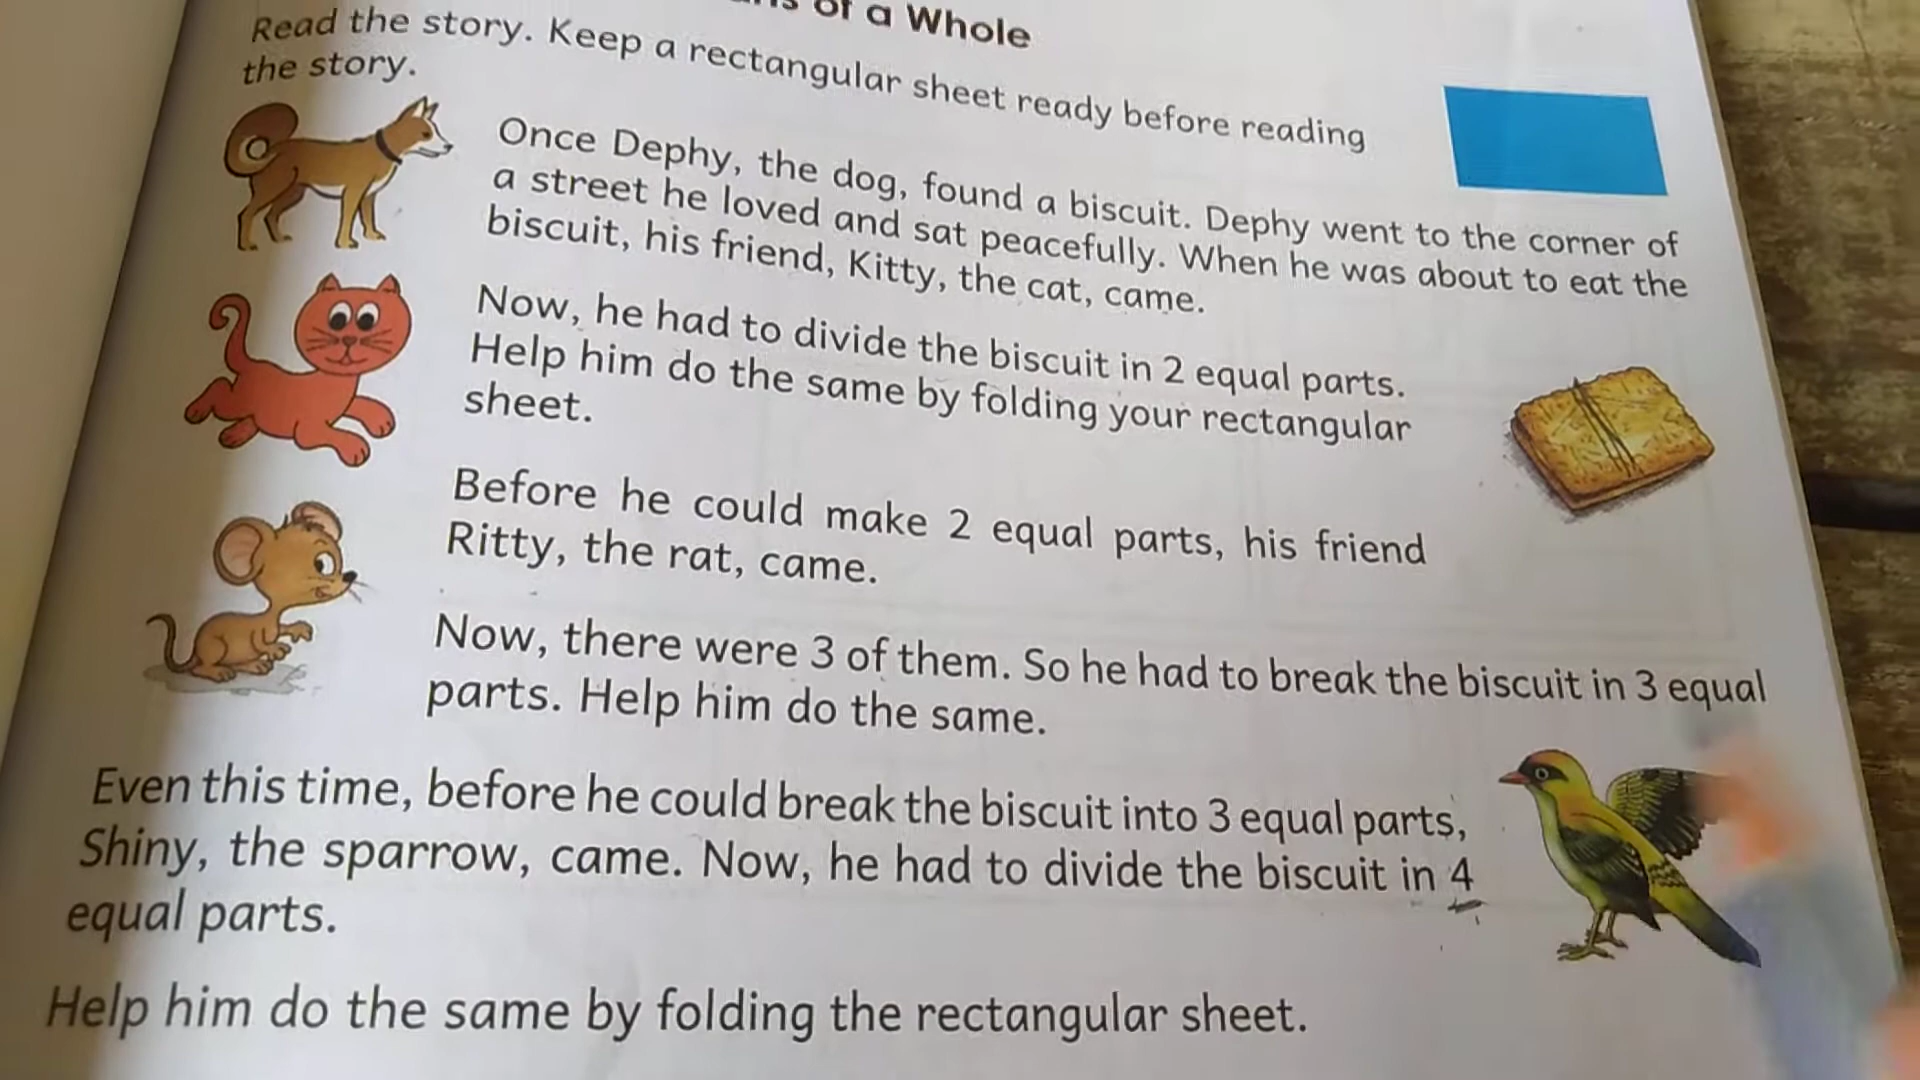 of a Whole
Read the story. Keep a rectangular sheet ready before reading
the story.
Once Dephy, the dog, found a biscuit. Dephy went to the corner of
a street he loved and sat peacefully. When he was about to eat the
biscuit, his friend, Kitty, the cat, came.
Now, he had to divide the biscuit in 2 equal parts.
Help him do the same by folding your rectangular
sheet.
Before he could make 2 equal parts, his friend
Ritty, the rat, came.
Now, there were 3 of them. So he had to break the biscuit in 3 equal
parts. Help him do the same.
Even this time, before he could break the biscuit into 3 equal parts,
Shiny, the sparrow, came. Now, he had to divide the biscuit in 4
equal parts.
Help him do the same by folding the rectangular sheet.